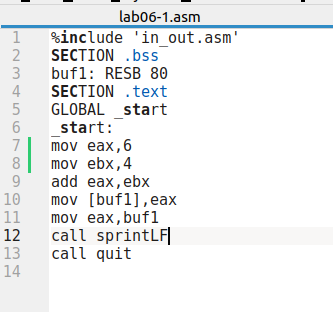 lab06-1.asm
1 %include 'in_out.asm'
2 SECTION .bss
3 buf1: RESB 80
4 SECTION .text
5 GLOBAL _start
6 _start:
7 mov eax,6
8 mov ebx,4
9 add eax,ebx
10 mov [buf1],eax
11 mov eax,buf1
12 call sprintLF
13 call quit
14